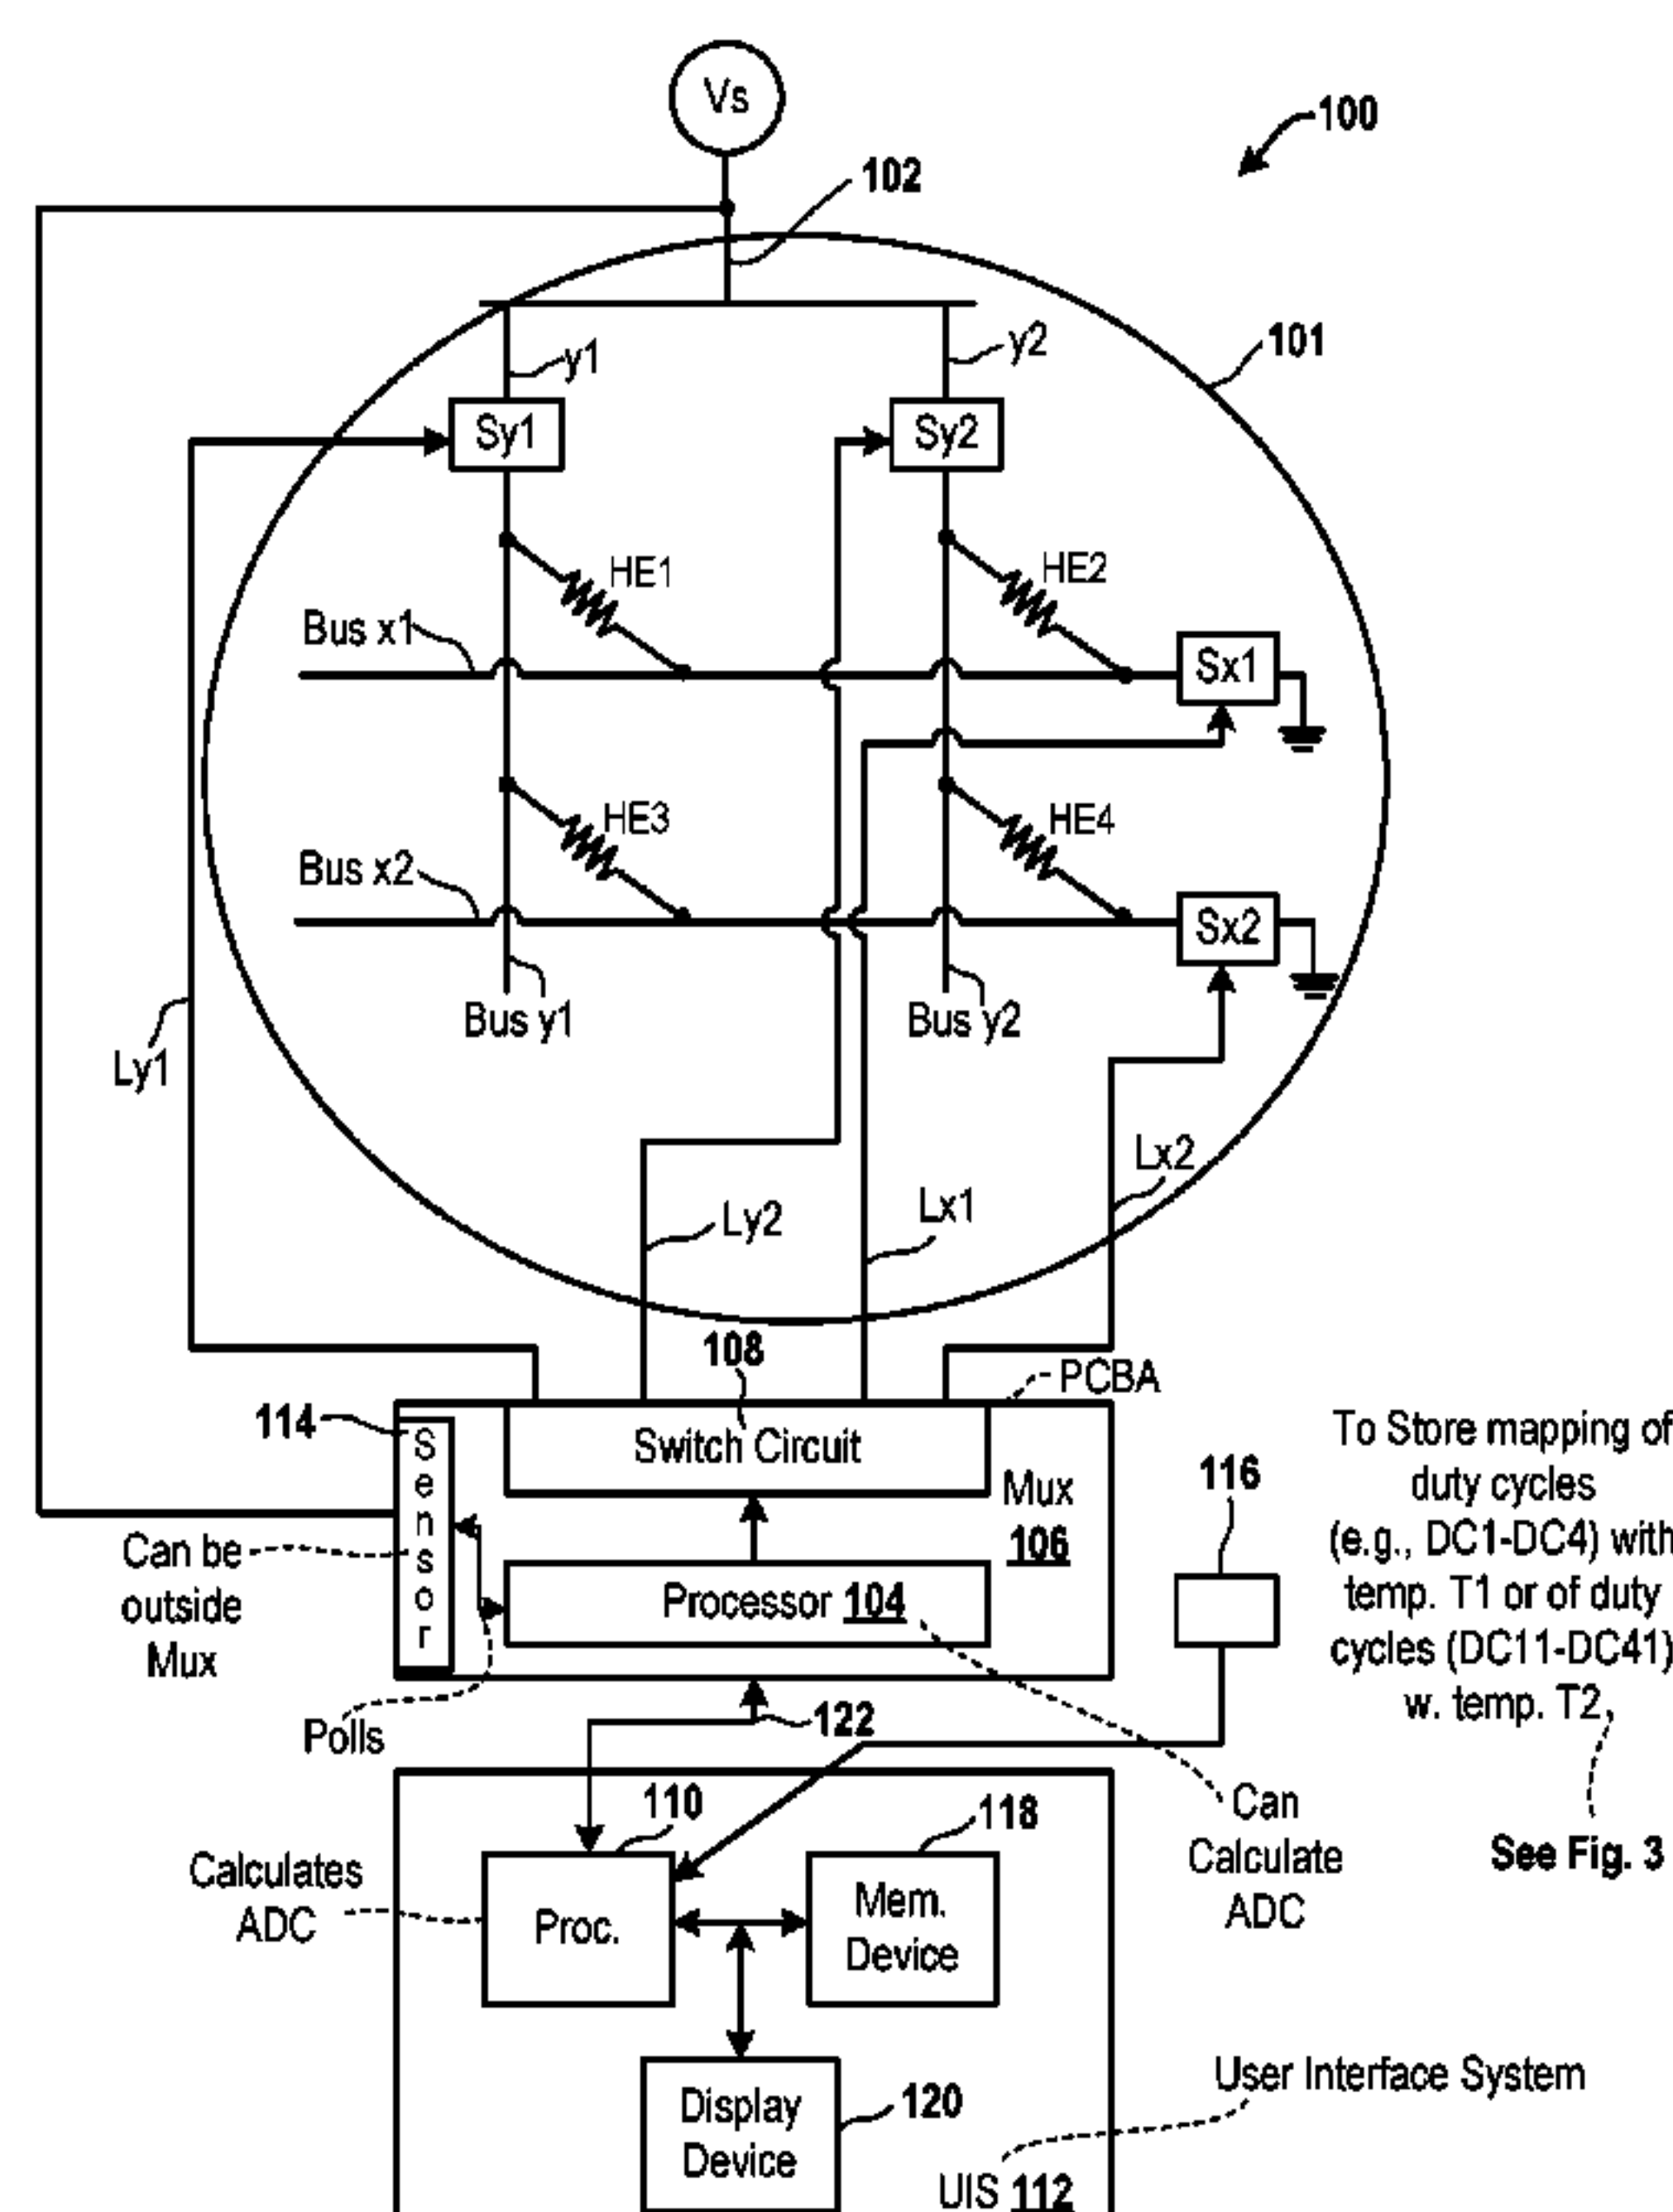 Vs
100
102
101
y1
y2
Sy1
Sy2
HE1
HE2
Bus x1
Sx1
HE3
HE4
Bus x2
Sx2
Bus y1
Bus y2
Ly1
Lx2
Ly2
Lx1
108
PCBA
114
Sensor
Switch Circuit
Mux
106
116
To Store mapping of
duty cycles
(e.g., DC1-DC4) with
temp. T1 or of duty
cycles (DC11-DC41)
w. temp. T2
See Fig. 3
Can be
outside
Mux
Processor 104
Polls
122
110
118
Can
Calculate
ADC
Calculates
ADC
Proc.
Mem.
Device
Display
Device
120
User Interface System
UIS 112